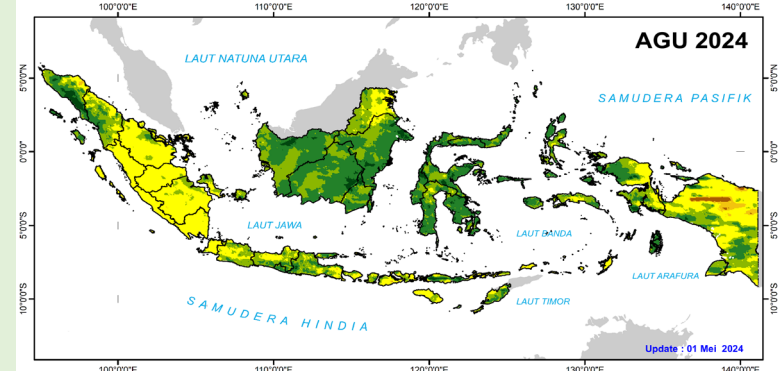 100°0'0"E 110°0'0"E 120°0'0"E 130°0'0"E 140°0'0"E
AGU 2024
LAUT NATUNA UTARA
5°0'0"N 5°0'0"N
SAMUDERA PASIFIK
0°0'0" 0°0'0"
LAUT JAWA
LAUT BANDA
5°0'0"S 5°0'0"S
LAUT ARAFURA
LAUT TIMOR
10°0'0"S 10°0'0"S
SAMUDERA HINDIA
Update : 01 Mei 2024
100°0'0"E 110°0'0"E 120°0'0"E 130°0'0"E 140°0'0"E